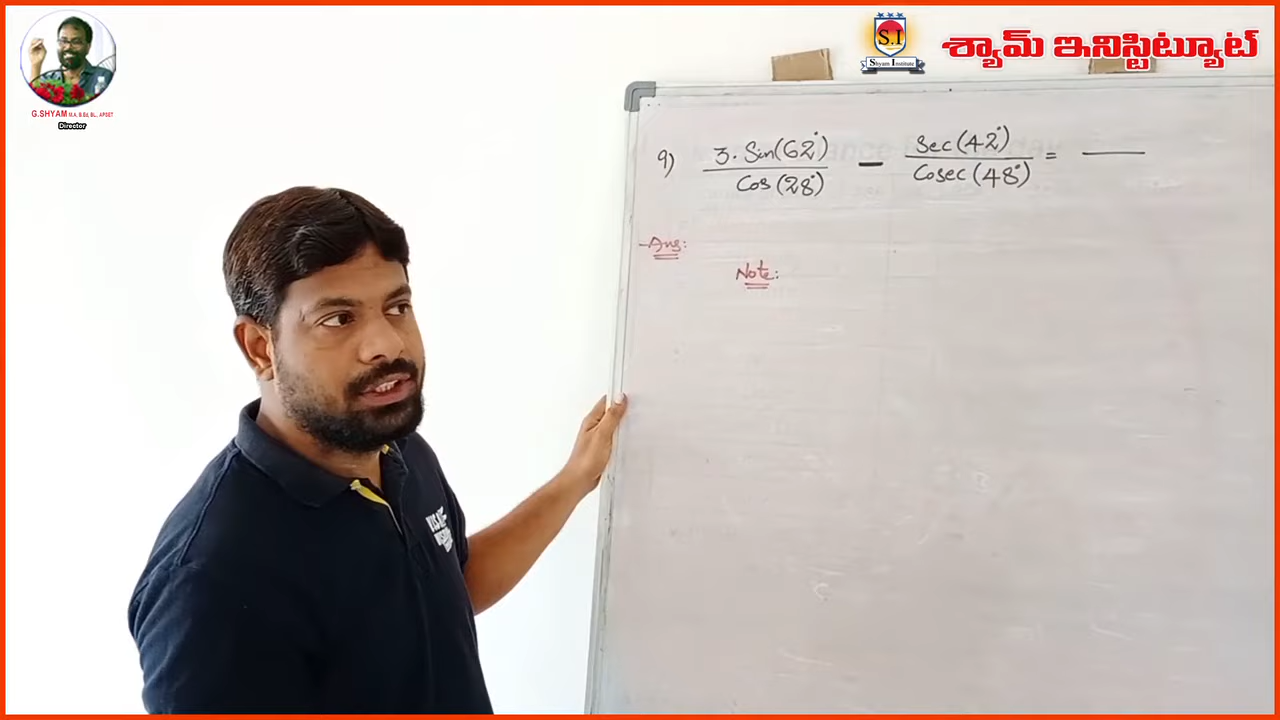 G.SHYAM M.A. B.Ed, BL., APSET
Director
S.I
Shyam Institute
శ్యామ్ ఇనిస్టిట్యూట్
9) 3. Sin(62°) / Cos(28°) - Sec(42°) / Cosec(48°) = ____
Ans:
Note: